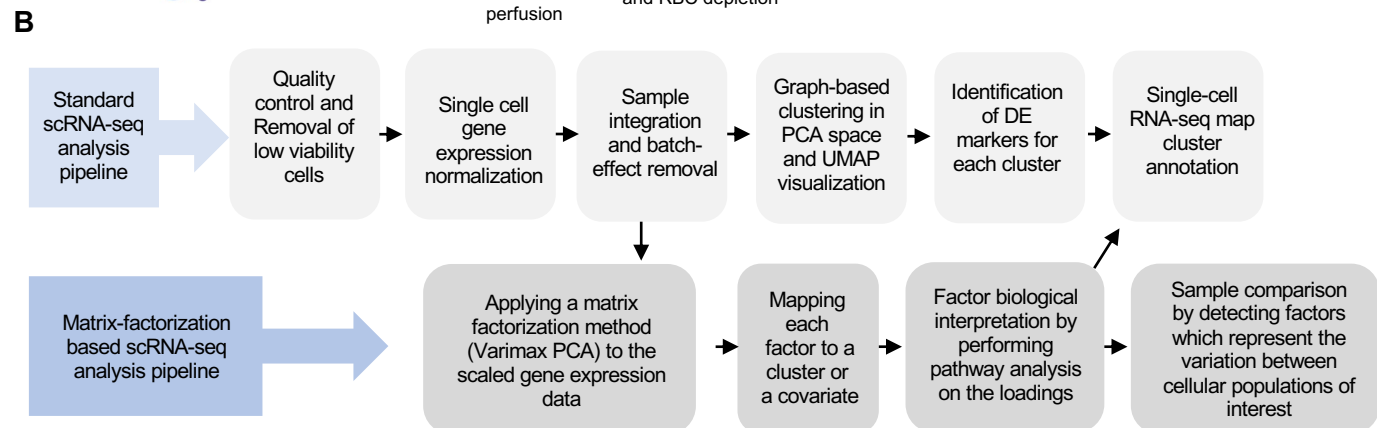 and RBC depletion
perfusion
B
Standard
scRNA-seq
analysis
pipeline
Quality
control and
Removal of
low viability
cells
Single cell
gene
expression
normalization
Sample
integration
and batch-
effect removal
Graph-based
clustering in
PCA space
and UMAP
visualization
Identification
of DE
markers for
each cluster
Single-cell
RNA-seq map
cluster
annotation
Matrix-factorization
based scRNA-seq
analysis pipeline
Applying a matrix
factorization method
(Varimax PCA) to the
scaled gene expression
data
Mapping
each
factor to a
cluster or
a covariate
Factor biological
interpretation by
performing
pathway analysis
on the loadings
Sample comparison
by detecting factors
which represent the
variation between
cellular populations of
interest